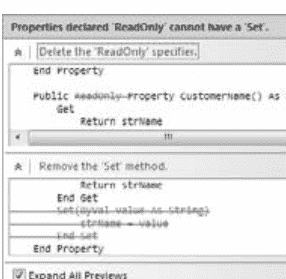 Properties declared 'ReadOnly' cannot have a 'Set'.
Delete the 'ReadOnly' specifier.
End Property
Public ReadOnly Property CustomerName() As
Get
Return strName
Remove the 'Set' method.
Return strName
End Get
Set(ByVal value As String)
strName = value
End Set
End Property
Expand All Previews